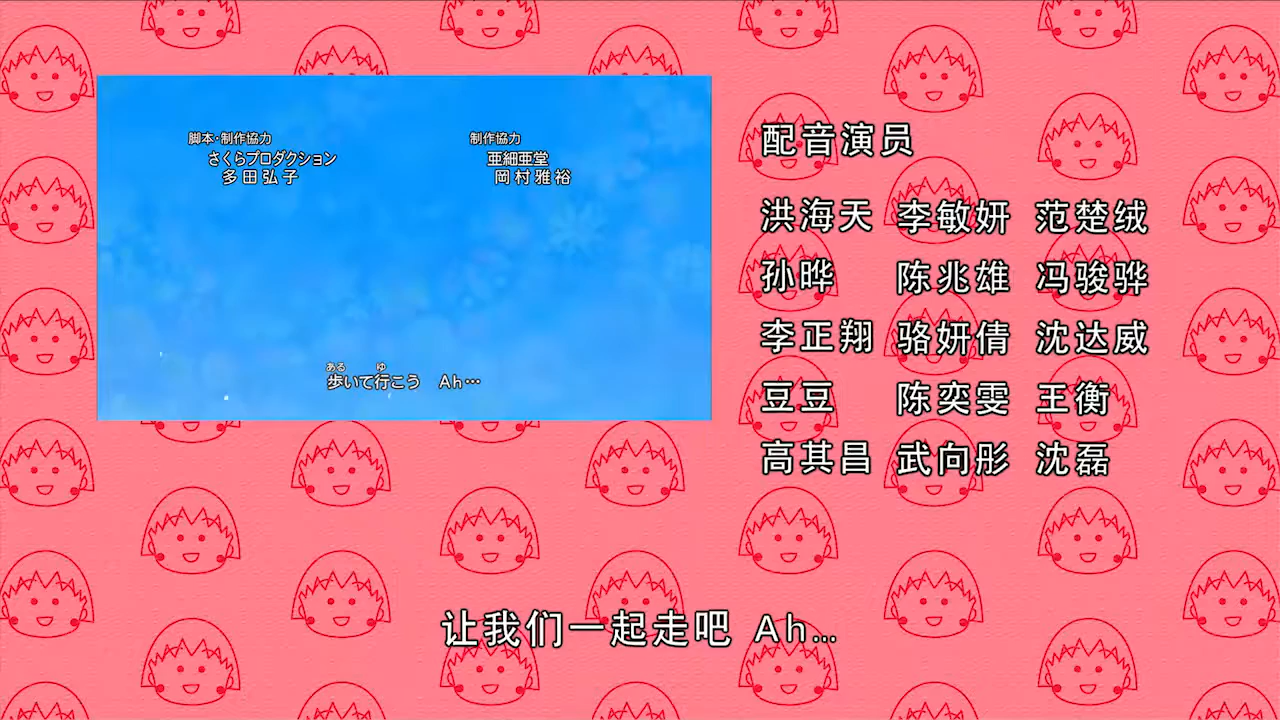 脚本・制作協力
さくらプロダクション
多田弘子
制作協力
亜細亜堂
岡村雅裕
ある ゆ
歩いて行こう Ah…
配音演员
洪海天 李敏妍 范楚绒
孙晔 陈兆雄 冯骏骅
李正翔 骆妍倩 沈达威
豆豆 陈奕雯 王衡
高其昌 武向彤 沈磊
让我们一起走吧 Ah…